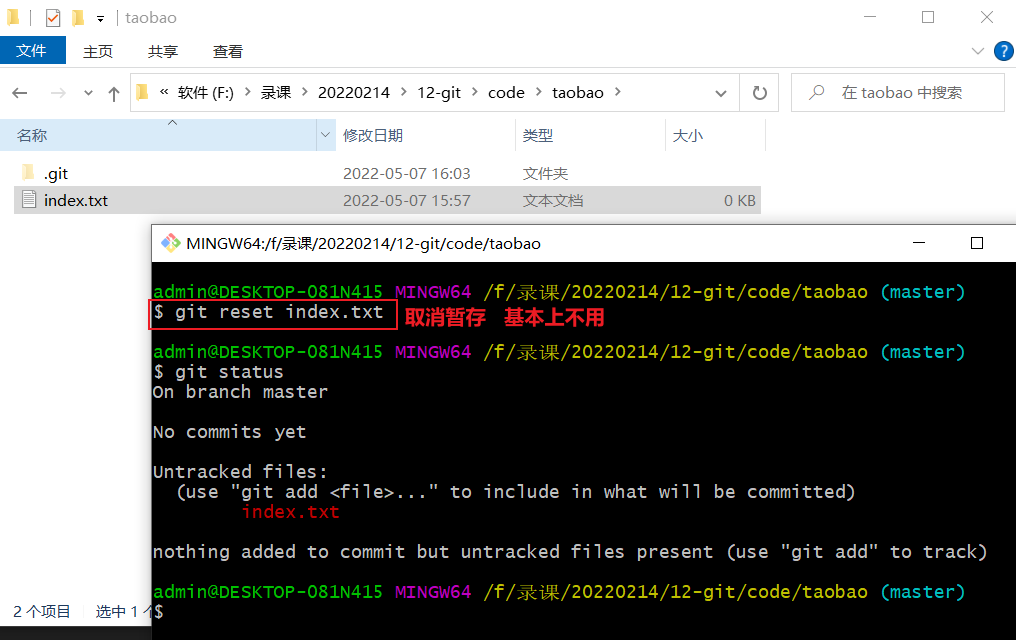 taobao
文件 主页 共享 查看
« 软件 (F:) > 录课 > 20220214 > 12-git > code > taobao > 在 taobao 中搜索
名称 修改日期 类型 大小
.git 2022-05-07 16:03 文件夹
index.txt 2022-05-07 15:57 文本文档 0 KB
MINGW64:/f/录课/20220214/12-git/code/taobao
admin@DESKTOP-081N415 MINGW64 /f/录课/20220214/12-git/code/taobao (master)
$ git reset index.txt 取消暂存 基本上不用
admin@DESKTOP-081N415 MINGW64 /f/录课/20220214/12-git/code/taobao (master)
$ git status
On branch master
No commits yet
Untracked files:
(use "git add <file>..." to include in what will be committed)
index.txt
nothing added to commit but untracked files present (use "git add" to track)
admin@DESKTOP-081N415 MINGW64 /f/录课/20220214/12-git/code/taobao (master)
2 个项目 选中 1 $